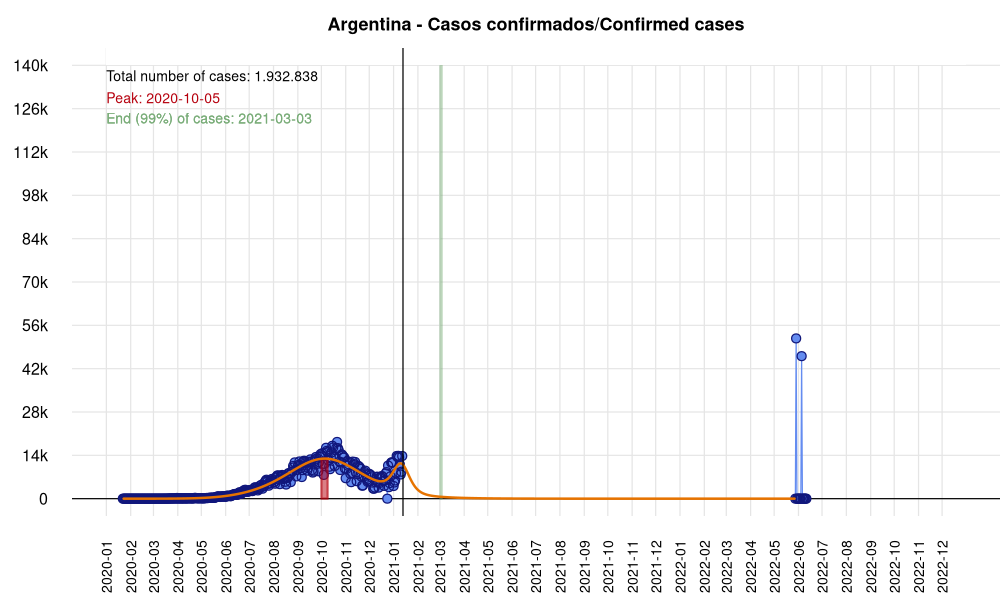 Argentina - Casos confirmados/Confirmed cases
Total number of cases: 1.932.838
Peak: 2020-10-05
End (99%) of cases: 2021-03-03
140k
126k
112k
98k
84k
70k
56k
42k
28k
14k
0
2020-01
2020-02
2020-03
2020-04
2020-05
2020-06
2020-07
2020-08
2020-09
2020-10
2020-11
2020-12
2021-01
2021-02
2021-03
2021-04
2021-05
2021-06
2021-07
2021-08
2021-09
2021-10
2021-11
2021-12
2022-01
2022-02
2022-03
2022-04
2022-05
2022-06
2022-07
2022-08
2022-09
2022-10
2022-11
2022-12